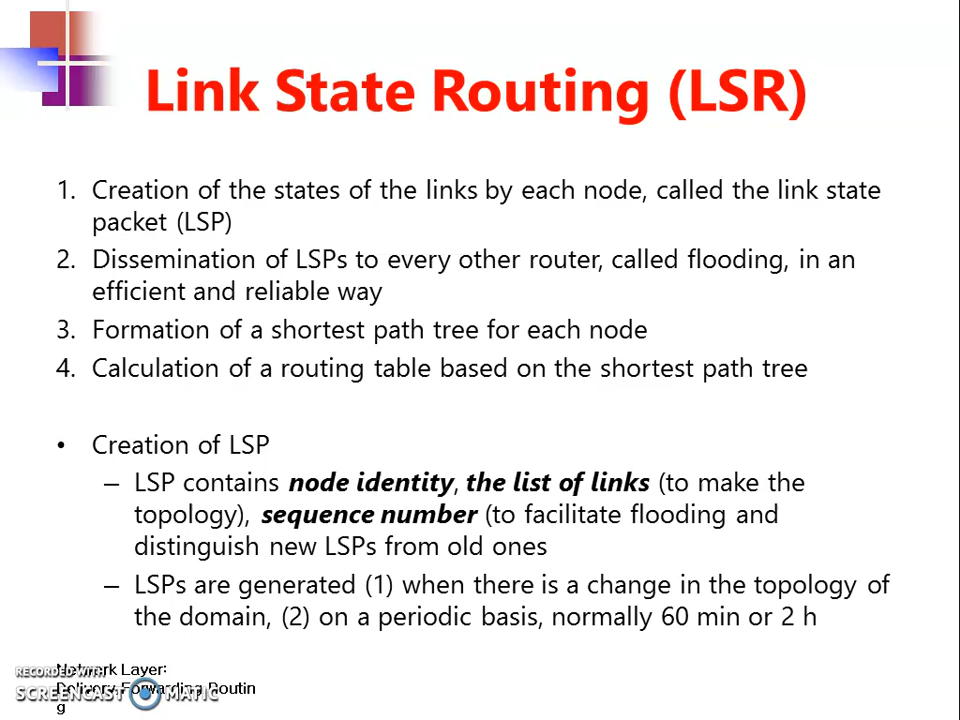 Link State Routing (LSR)
1. Creation of the states of the links by each node, called the link state
packet (LSP)
2. Dissemination of LSPs to every other router, called flooding, in an
efficient and reliable way
3. Formation of a shortest path tree for each node
4. Calculation of a routing table based on the shortest path tree
• Creation of LSP
– LSP contains node identity, the list of links (to make the
topology), sequence number (to facilitate flooding and
distinguish new LSPs from old ones
– LSPs are generated (1) when there is a change in the topology of
the domain, (2) on a periodic basis, normally 60 min or 2 h
Network Layer:
Delivery,Forwarding,Routin
g
RECORDED WITH
SCREENCAST MATIC